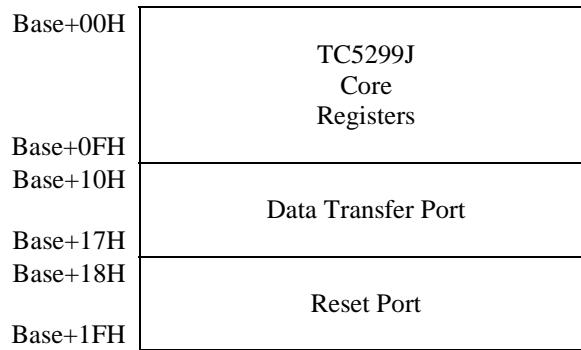 Base+00H
TC5299J
Core
Registers
Base+0FH
Base+10H
Data Transfer Port
Base+17H
Base+18H
Reset Port
Base+1FH